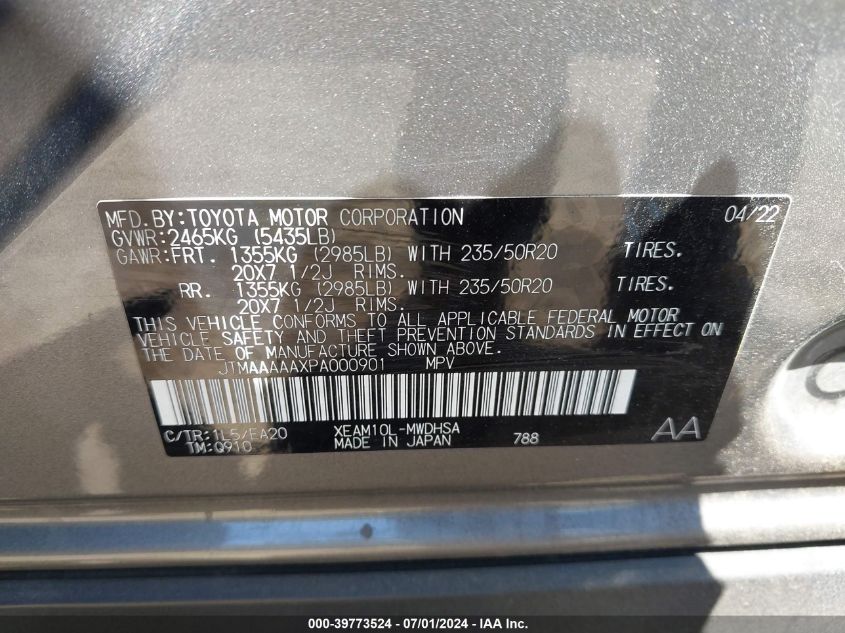 MFD.BY:TOYOTA MOTOR CORPORATION 04/22
GVWR:2465KG (5435LB)
GAWR:FRT. 1355KG (2985LB) WITH 235/50R20 TIRES.
20X7 1/2J RIMS.
RR. 1355KG (2985LB) WITH 235/50R20 TIRES.
20X7 1/2J RIMS.
THIS VEHICLE CONFORMS TO ALL APPLICABLE FEDERAL MOTOR
VEHICLE SAFETY AND THEFT PREVENTION STANDARDS IN EFFECT ON
THE DATE OF MANUFACTURE SHOWN ABOVE.
JTMAAAAAXPA000901 MPV
C/TR:1L5/EA20 XEAM10L-MWDHSA
TM:Q910 MADE IN JAPAN 788 AA
000-39773524 / 07/01/2024 / IAA Inc.